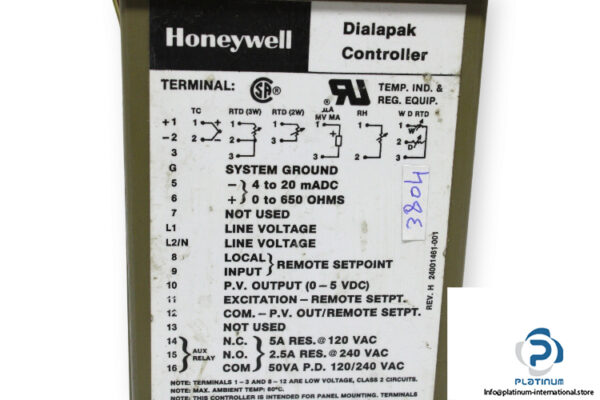 Honeywell
Dialapak
Controller
TERMINAL:
SA
TEMP. IND. &
REG. EQUIP.
TC RTD (3W) RTD (2W) µA MV MA RH W D RTD
+1
–2
3
G SYSTEM GROUND
5 – 4 to 20 mADC
6 + 0 to 650 OHMS
7 NOT USED
L1 LINE VOLTAGE
L2/N LINE VOLTAGE
8 LOCAL
9 INPUT REMOTE SETPOINT
10 P.V. OUTPUT (0 – 5 VDC)
11 EXCITATION – REMOTE SETPT.
12 COM. – P.V. OUT/REMOTE SETPT.
13 NOT USED
14 N.C. 5A RES. @ 120 VAC
15 AUX RELAY N.O. 2.5A RES. @ 240 VAC
16 COM 50VA P.D. 120/240 VAC
NOTE: TERMINALS 1 – 3 AND 8 – 12 ARE LOW VOLTAGE, CLASS 2 CIRCUITS.
NOTE: MAX. AMBIENT TEMP: 60°C.
NOTE: THIS CONTROLLER IS INTENDED FOR PANEL MOUNTING. TERMINALS
REV. H 24001461-001
3804
PLATINUM
info@platinum-international.store